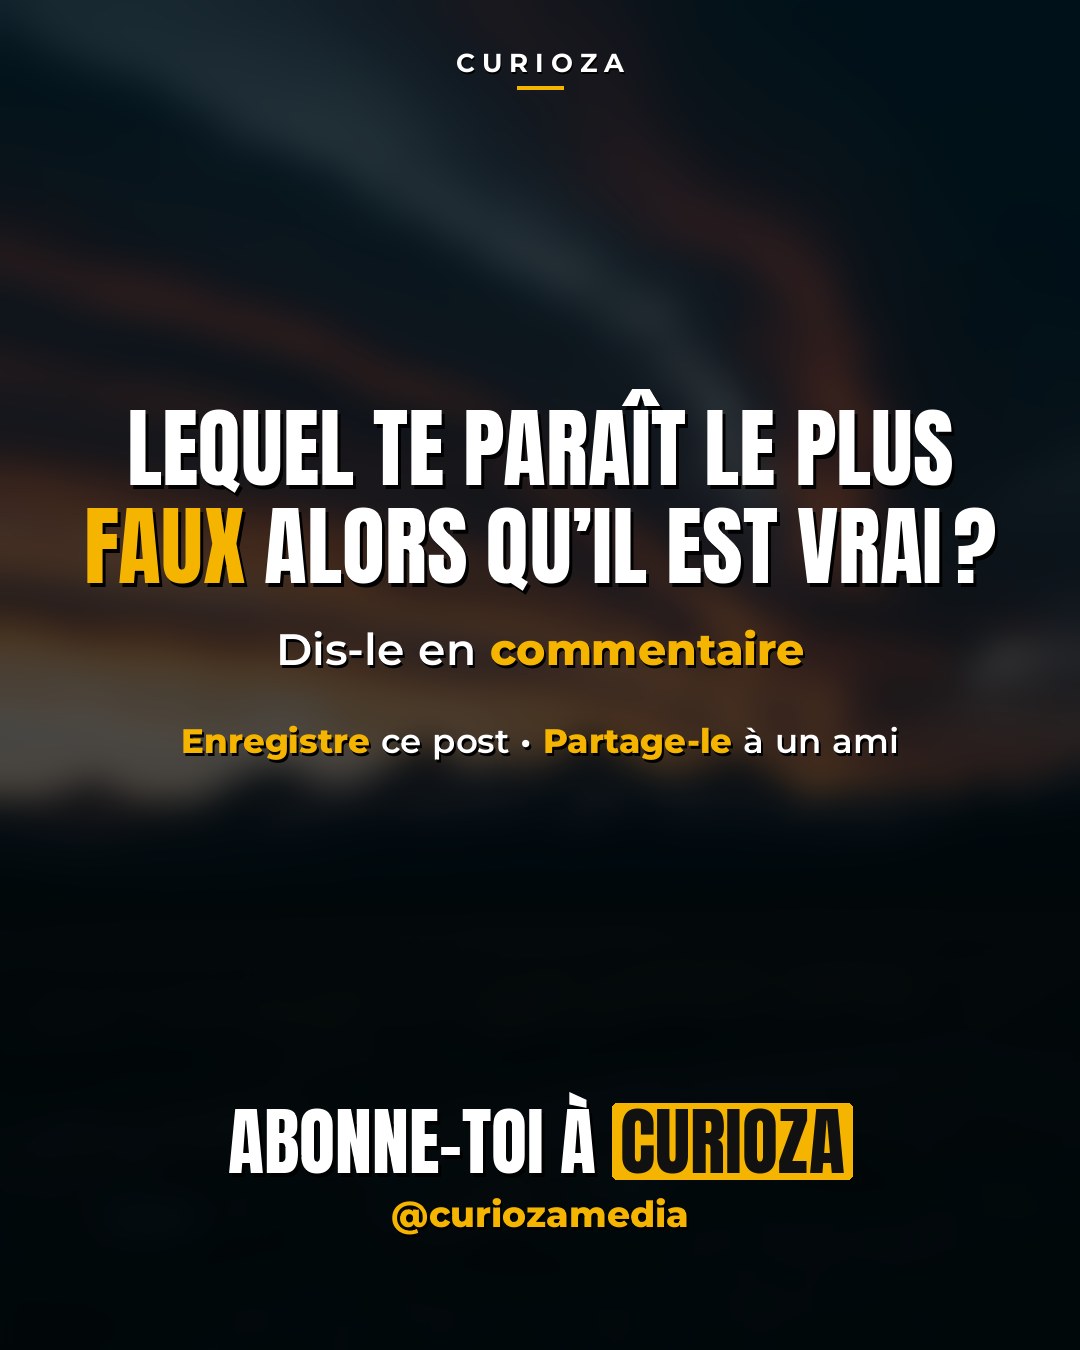 CURIOZA
LEQUEL TE PARAÎT LE PLUS
FAUX ALORS QU’IL EST VRAI ?
Dis-le en commentaire
Enregistre ce post • Partage-le à un ami
ABONNE-TOI À CURIOZA
@curiozamedia